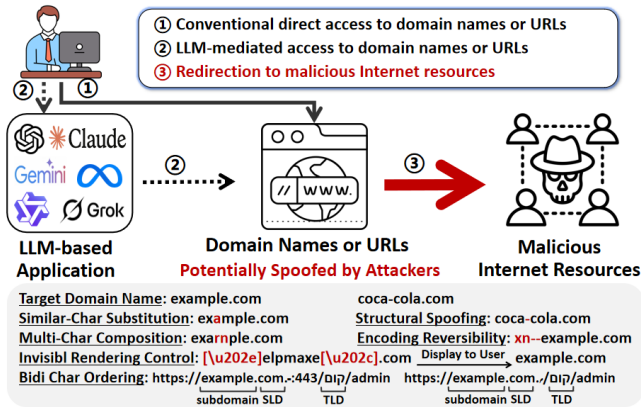 ① Conventional direct access to domain names or URLs
② LLM-mediated access to domain names or URLs
③ Redirection to malicious Internet resources
② ①
Claude
Gemini
Grok
②
// www.
③
LLM-based
Application
Domain Names or URLs
Potentially Spoofed by Attackers
Malicious
Internet Resources
Target Domain Name: example.com coca-cola.com
Similar-Char Substitution: example.com Structural Spoofing: coca-cola.com
Multi-Char Composition: exarnple.com Encoding Reversibility: xn--example.com
Invisibl Rendering Control: [\u202e]elpmaxe[\u202c].com Display to User example.com
Bidi Char Ordering: https://example.com.-:443/קום/admin https://example.com.-/קום/admin
subdomain SLD TLD subdomain SLD TLD